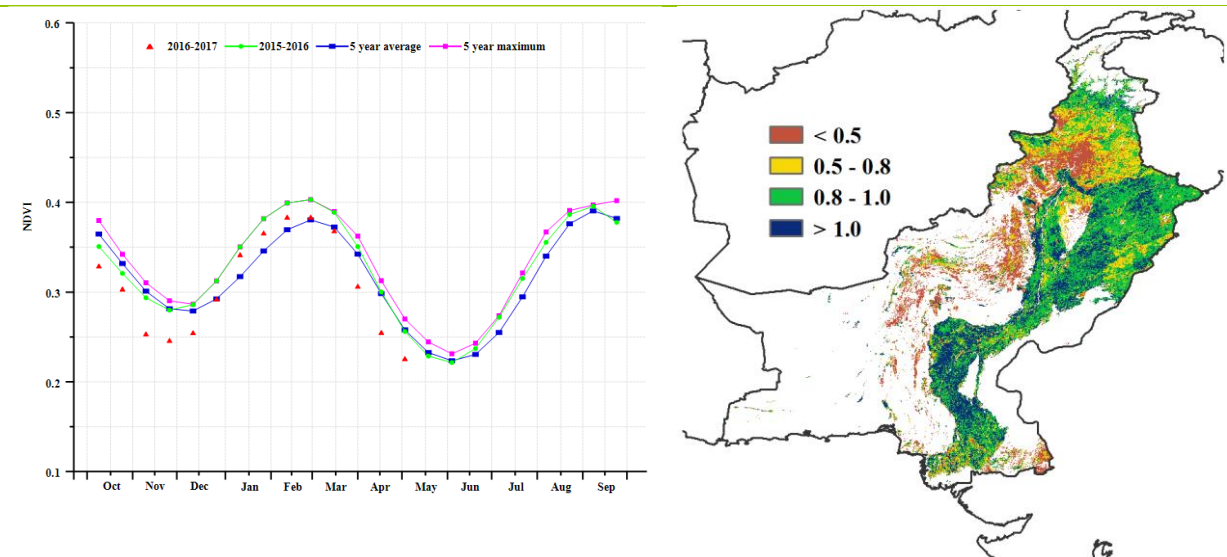 0.6
2016-2017 2015-2016 5 year average 5 year maximum
0.5
0.4
0.3
0.2
0.1
NDVI
Oct Nov Dec Jan Feb Mar Apr May Jun Jul Aug Sep
< 0.5
0.5 - 0.8
0.8 - 1.0
> 1.0